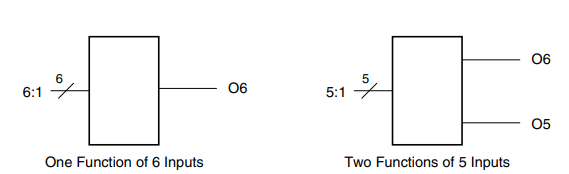 6
6:1
O6
One Function of 6 Inputs
5
5:1
O6
O5
Two Functions of 5 Inputs